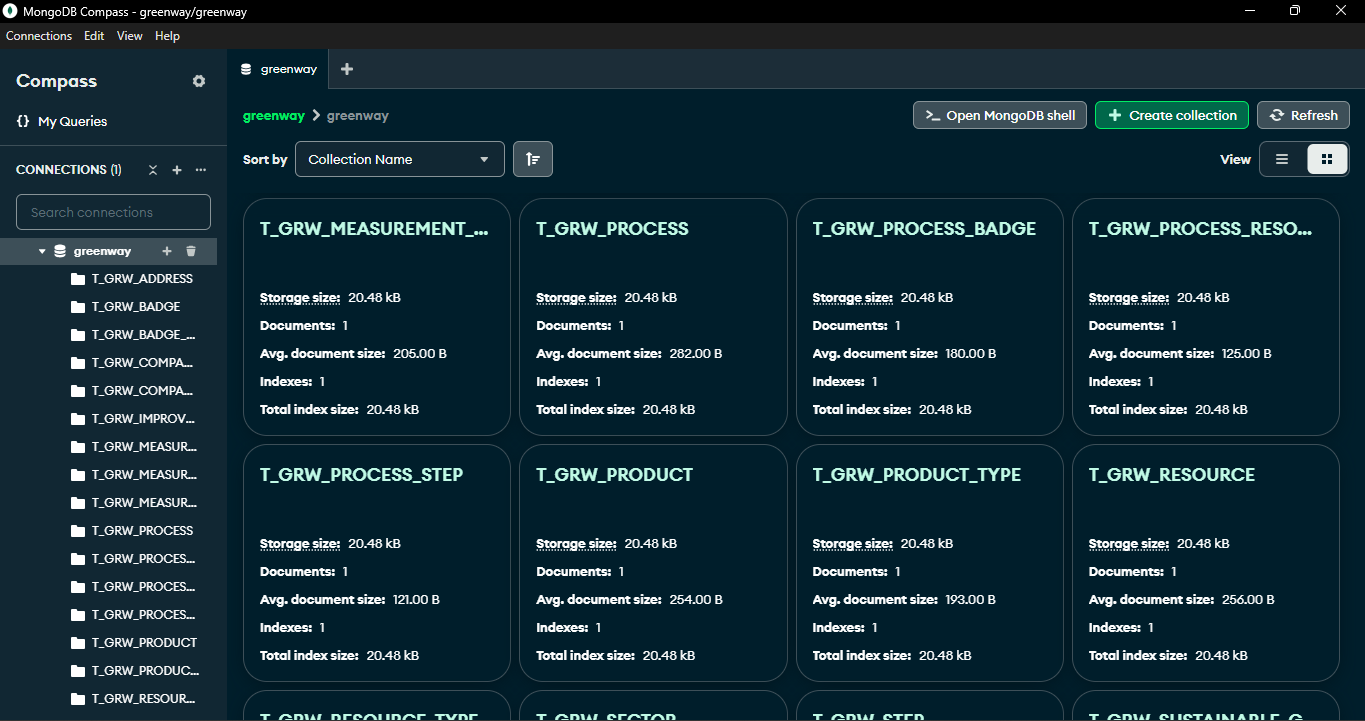 MongoDB Compass - greenway/greenway
Connections Edit View Help
Compass
{} My Queries
CONNECTIONS (1)
Search connections
greenway
T_GRW_ADDRESS
T_GRW_BADGE
T_GRW_BADGE_...
T_GRW_COMPA...
T_GRW_COMPA...
T_GRW_IMPROV...
T_GRW_MEASUR...
T_GRW_MEASUR...
T_GRW_MEASUR...
T_GRW_PROCESS
T_GRW_PROCES...
T_GRW_PROCES...
T_GRW_PROCES...
T_GRW_PRODUCT
T_GRW_PRODUC...
T_GRW_RESOUR...
greenway
greenway > greenway
>_ Open MongoDB shell + Create collection Refresh
Sort by Collection Name View
T_GRW_MEASUREMENT_...
Storage size: 20.48 kB
Documents: 1
Avg. document size: 205.00 B
Indexes: 1
Total index size: 20.48 kB
T_GRW_PROCESS
Storage size: 20.48 kB
Documents: 1
Avg. document size: 282.00 B
Indexes: 1
Total index size: 20.48 kB
T_GRW_PROCESS_BADGE
Storage size: 20.48 kB
Documents: 1
Avg. document size: 180.00 B
Indexes: 1
Total index size: 20.48 kB
T_GRW_PROCESS_RESO...
Storage size: 20.48 kB
Documents: 1
Avg. document size: 125.00 B
Indexes: 1
Total index size: 20.48 kB
T_GRW_PROCESS_STEP
Storage size: 20.48 kB
Documents: 1
Avg. document size: 121.00 B
Indexes: 1
Total index size: 20.48 kB
T_GRW_PRODUCT
Storage size: 20.48 kB
Documents: 1
Avg. document size: 254.00 B
Indexes: 1
Total index size: 20.48 kB
T_GRW_PRODUCT_TYPE
Storage size: 20.48 kB
Documents: 1
Avg. document size: 193.00 B
Indexes: 1
Total index size: 20.48 kB
T_GRW_RESOURCE
Storage size: 20.48 kB
Documents: 1
Avg. document size: 256.00 B
Indexes: 1
Total index size: 20.48 kB
T_GRW_RESOURCE_TYPE
T_GRW_SECTOR
T_GRW_STEP
T_GRW_SUSTAINABLE_G...